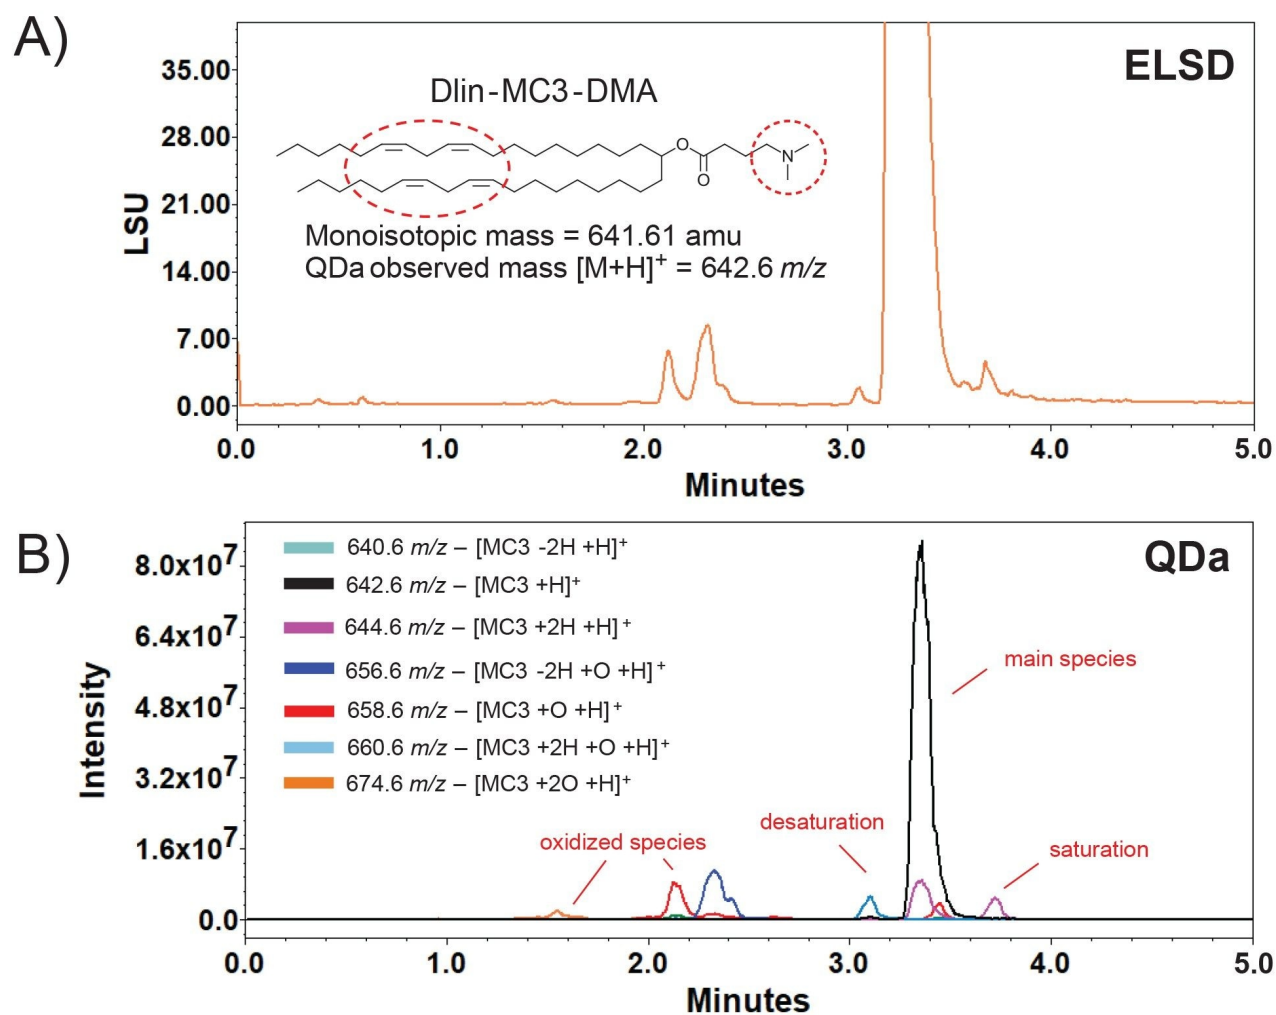 A)
ELSD
35.00
28.00
21.00
14.00
7.00
0.00
LSU
Dlin-MC3-DMA
O
O
N
Monoisotopic mass = 641.61 amu
QDa observed mass [M+H]⁺ = 642.6 m/z
0.0 1.0 2.0 3.0 4.0 5.0
Minutes
B)
QDa
8.0x10⁷
6.4x10⁷
4.8x10⁷
3.2x10⁷
1.6x10⁷
0.0
Intensity
640.6 m/z – [MC3 -2H +H]⁺
642.6 m/z – [MC3 +H]⁺
644.6 m/z – [MC3 +2H +H]⁺
656.6 m/z – [MC3 -2H +O +H]⁺
658.6 m/z – [MC3 +O +H]⁺
660.6 m/z – [MC3 +2H +O +H]⁺
674.6 m/z – [MC3 +2O +H]⁺
main species
desaturation
oxidized species
saturation
0.0 1.0 2.0 3.0 4.0 5.0
Minutes